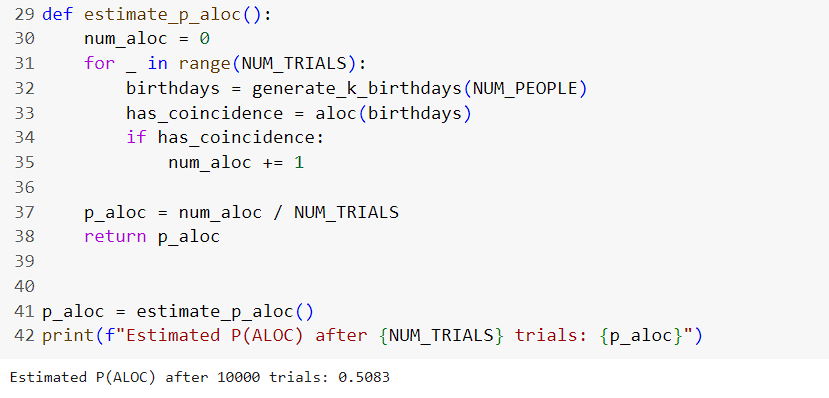 29 def estimate_p_aloc():
30     num_aloc = 0
31     for _ in range(NUM_TRIALS):
32         birthdays = generate_k_birthdays(NUM_PEOPLE)
33         has_coincidence = aloc(birthdays)
34         if has_coincidence:
35             num_aloc += 1
36
37     p_aloc = num_aloc / NUM_TRIALS
38     return p_aloc
39
40
41 p_aloc = estimate_p_aloc()
42 print(f"Estimated P(ALOC) after {NUM_TRIALS} trials: {p_aloc}")
Estimated P(ALOC) after 10000 trials: 0.5083